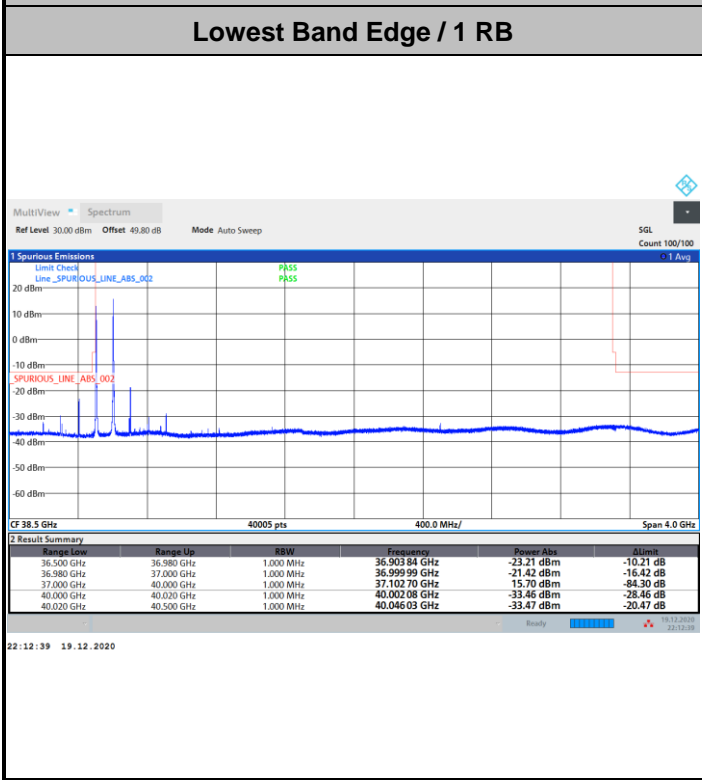 Lowest Band Edge / 1 RB
MultiView Spectrum
Ref Level 30.00 dBm Offset 49.80 dB Mode Auto Sweep SGL
Count 100/100
1 Spurious Emissions 1 Avg
Limit Check PASS
Line _SPURIOUS_LINE_ABS_002 PASS
20 dBm
10 dBm
0 dBm
-10 dBm
_SPURIOUS_LINE_ABS_002
-20 dBm
-30 dBm
-40 dBm
-50 dBm
-60 dBm
CF 38.5 GHz 40005 pts 400.0 MHz/ Span 4.0 GHz
2 Result Summary
Range Low Range Up RBW Frequency Power Abs ΔLimit
36.500 GHz 36.980 GHz 1.000 MHz 36.903 84 GHz -23.21 dBm -10.21 dB
36.980 GHz 37.000 GHz 1.000 MHz 36.999 99 GHz -21.42 dBm -16.42 dB
37.000 GHz 40.000 GHz 1.000 MHz 37.102 70 GHz 15.70 dBm -84.30 dB
40.000 GHz 40.020 GHz 1.000 MHz 40.002 08 GHz -33.46 dBm -28.46 dB
40.020 GHz 40.500 GHz 1.000 MHz 40.046 03 GHz -33.47 dBm -20.47 dB
Ready 19.12.2020
22:12:39
22:12:39 19.12.2020